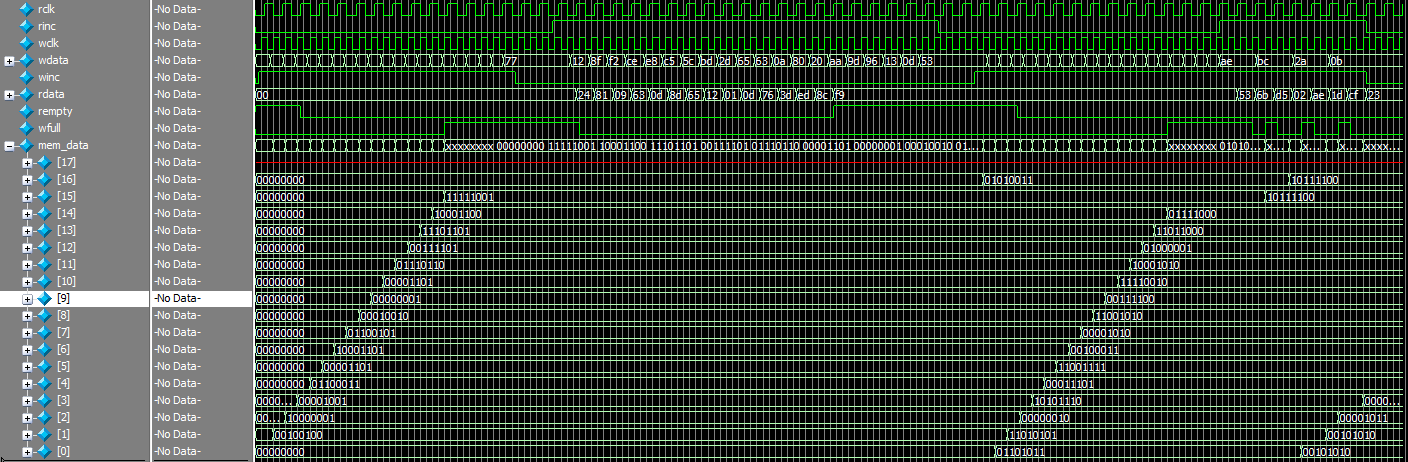 rclk -No Data-
rinc -No Data-
wclk -No Data-
wdata -No Data- 77 12 8f f2 ce e8 c5 5c bd 2d 65 63 0a 80 20 aa 9d 96 13 0d 53 ae bc 2a 0b
winc -No Data-
rdata -No Data- 00 24 81 09 63 0d 8d 65 12 01 0d 76 3d ed 8c f9 53 6b d5 02 ae 1d cf 23
rempty -No Data-
wfull -No Data-
mem_data -No Data- xxxxxxxx 00000000 11111001 10001100 11101101 00111101 01110110 00001101 00000001 00010010 01... xxxxxxxx 01010... x... x... x... xxxx...
[17] -No Data-
[16] -No Data- 00000000 01010011 10111100
[15] -No Data- 00000000 11111001 10111100
[14] -No Data- 00000000 10001100 01111000
[13] -No Data- 00000000 11101101 11011000
[12] -No Data- 00000000 00111101 01000001
[11] -No Data- 00000000 01110110 10001010
[10] -No Data- 00000000 00001101 11110010
[9] -No Data- 00000000 00000001 00111100
[8] -No Data- 00000000 00010010 11001010
[7] -No Data- 00000000 01100101 00001010
[6] -No Data- 00000000 10001101 00100011
[5] -No Data- 00000000 00001101 11001111
[4] -No Data- 00000000 01100011 00011101
[3] -No Data- 0000... 00001001 10101110 0000...
[2] -No Data- 00... 10000001 00000010 00001011
[1] -No Data- 00100100 11010101 00101010
[0] -No Data- 00000000 01101011 00101010